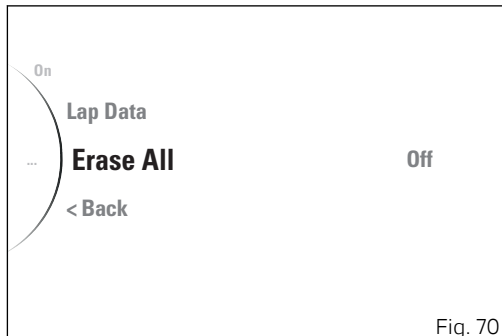 On
Lap Data
... Erase All Off
< Back
Fig. 70